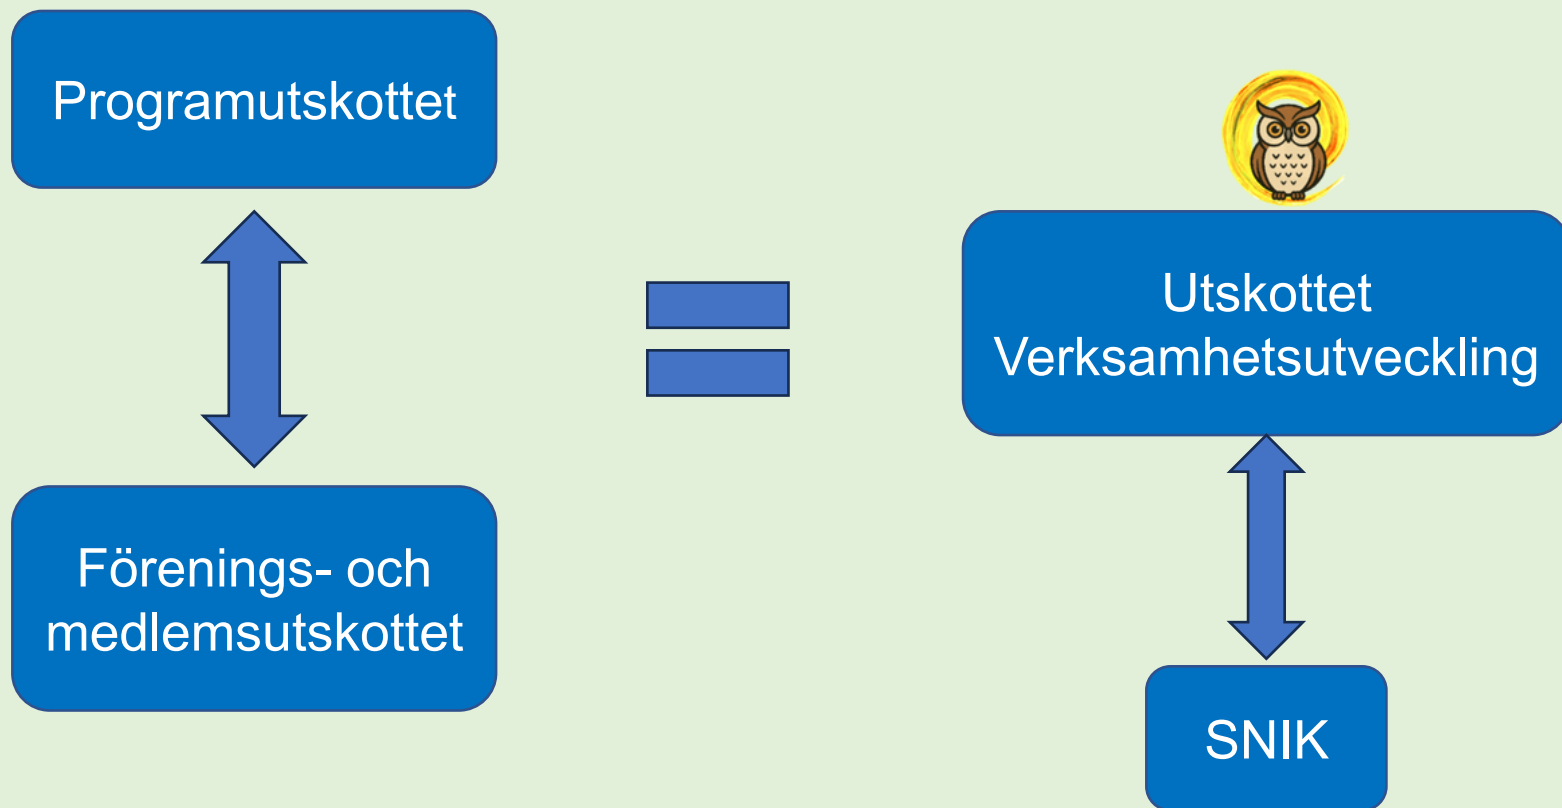 Programutskottet
Förenings- och
medlemsutskottet
Utskottet
Verksamhetsutveckling
SNIK